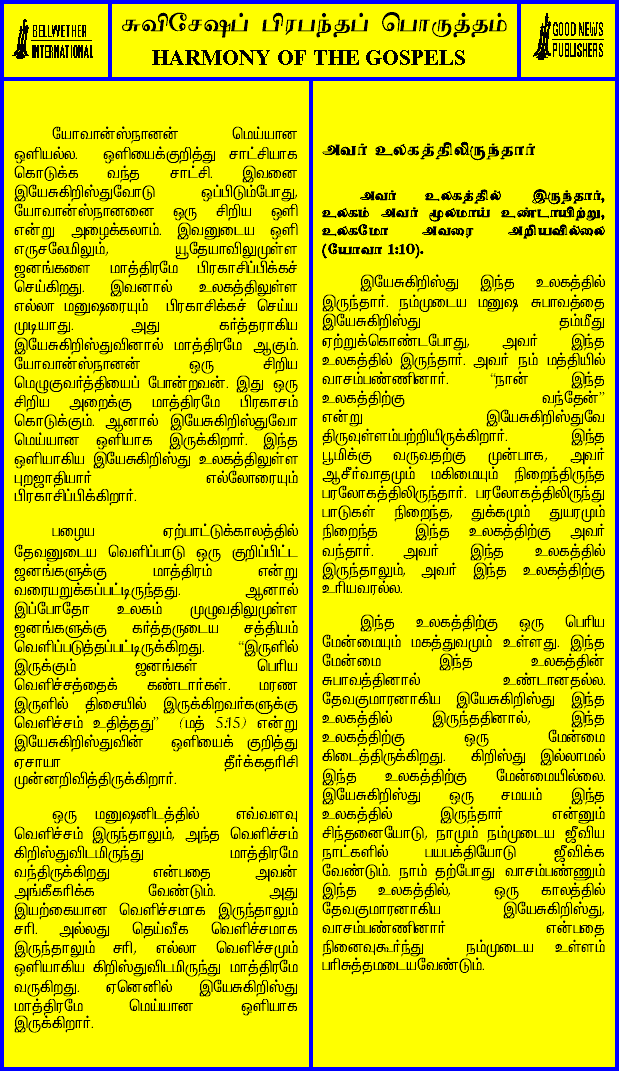 BELLWETHER
INTERNATIONAL
சுவிசேஷப் பிரபந்தப் பொருத்தம்
HARMONY OF THE GOSPELS
GOOD NEWS
PUBLISHERS
யோவான்ஸ்நானன் மெய்யான
ஒளியல்ல. ஒளியைக்குறித்து சாட்சியாக
கொடுக்க வந்த சாட்சி. இவனை
இயேசுகிறிஸ்துவோடு ஒப்பிடும்போது,
யோவான்ஸ்நானனை ஒரு சிறிய ஒளி
என்று அழைக்கலாம். இவனுடைய ஒளி
எருசலேமிலும், யூதேயாவிலுமுள்ள
ஜனங்களை மாத்திரமே பிரகாசிப்பிக்கச்
செய்கிறது. இவனால் உலகத்திலுள்ள
எல்லா மனுஷரையும் பிரகாசிக்கச் செய்ய
முடியாது. அது கர்த்தராகிய
இயேசுகிறிஸ்துவினால் மாத்திரமே ஆகும்.
யோவான்ஸ்நானன் ஒரு சிறிய
மெழுகுவர்த்தியைப் போன்றவன். இது ஒரு
சிறிய அறைக்கு மாத்திரமே பிரகாசம்
கொடுக்கும். ஆனால் இயேசுகிறிஸ்துவோ
மெய்யான ஒளியாக இருக்கிறார். இந்த
ஒளியாகிய இயேசுகிறிஸ்து உலகத்திலுள்ள
புறஜாதியார் எல்லோரையும்
பிரகாசிப்பிக்கிறார்.
பழைய ஏற்பாட்டுக்காலத்தில்
தேவனுடைய வெளிப்பாடு ஒரு குறிப்பிட்ட
ஜனங்களுக்கு மாத்திரம் என்று
வரையறுக்கப்பட்டிருந்தது. ஆனால்
இப்போதோ உலகம் முழுவதிலுமுள்ள
ஜனங்களுக்கு கர்த்தருடைய சத்தியம்
வெளிப்படுத்தப்பட்டிருக்கிறது. “இருளில்
இருக்கும் ஜனங்கள் பெரிய
வெளிச்சத்தைக் கண்டார்கள். மரண
இருளில் திசையில் இருக்கிறவர்களுக்கு
வெளிச்சம் உதித்தது” (மத் 5:15) என்று
இயேசுகிறிஸ்துவின் ஒளியைக் குறித்து
ஏசாயா தீர்க்கதரிசி
முன்னறிவித்திருக்கிறார்.
ஒரு மனுஷனிடத்தில் எவ்வளவு
வெளிச்சம் இருந்தாலும், அந்த வெளிச்சம்
கிறிஸ்துவிடமிருந்து மாத்திரமே
வந்திருக்கிறது என்பதை அவன்
அங்கீகரிக்க வேண்டும். அது
இயற்கையான வெளிச்சமாக இருந்தாலும்
சரி. அல்லது தெய்வீக வெளிச்சமாக
இருந்தாலும் சரி, எல்லா வெளிச்சமும்
ஒளியாகிய கிறிஸ்துவிடமிருந்து மாத்திரமே
வருகிறது. ஏனெனில் இயேசுகிறிஸ்து
மாத்திரமே மெய்யான ஒளியாக
இருக்கிறார்.
அவர் உலகத்திலிருந்தார்
அவர் உலகத்தில் இருந்தார்,
உலகம் அவர் மூலமாய் உண்டாயிற்று,
உலகமோ அவரை அறியவில்லை
(யோவா 1:10).
இயேசுகிறிஸ்து இந்த உலகத்தில்
இருந்தார். நம்முடைய மனுஷ சுபாவத்தை
இயேசுகிறிஸ்து தம்மீது
ஏற்றுக்கொண்டபோது, அவர் இந்த
உலகத்தில் இருந்தார். அவர் நம் மத்தியில்
வாசம்பண்ணினார். “நான் இந்த
உலகத்திற்கு வந்தேன்”
என்று இயேசுகிறிஸ்துவே
திருவுள்ளம்பற்றியிருக்கிறார். இந்த
பூமிக்கு வருவதற்கு முன்பாக, அவர்
ஆசீர்வாதமும் மகிமையும் நிறைந்திருந்த
பரலோகத்திலிருந்தார். பரலோகத்திலிருந்து
பாடுகள் நிறைந்த, துக்கமும் துயரமும்
நிறைந்த இந்த உலகத்திற்கு அவர்
வந்தார். அவர் இந்த உலகத்தில்
இருந்தாலும், அவர் இந்த உலகத்திற்கு
உரியவரல்ல.
இந்த உலகத்திற்கு ஒரு பெரிய
மேன்மையும் மகத்துவமும் உள்ளது. இந்த
மேன்மை இந்த உலகத்தின்
சுபாவத்தினால் உண்டானதல்ல.
தேவகுமாரனாகிய இயேசுகிறிஸ்து இந்த
உலகத்தில் இருந்ததினால், இந்த
உலகத்திற்கு ஒரு மேன்மை
கிடைத்திருக்கிறது. கிறிஸ்து இல்லாமல்
இந்த உலகத்திற்கு மேன்மையில்லை.
இயேசுகிறிஸ்து ஒரு சமயம் இந்த
உலகத்தில் இருந்தார் என்னும்
சிந்தனையோடு, நாமும் நம்முடைய ஜீவிய
நாட்களில் பயபக்தியோடு ஜீவிக்க
வேண்டும். நாம் தற்போது வாசம்பண்ணும்
இந்த உலகத்தில், ஒரு காலத்தில்
தேவகுமாரனாகிய இயேசுகிறிஸ்து,
வாசம்பண்ணினார் என்பதை
நினைவுகூர்ந்து நம்முடைய உள்ளம்
பரிசுத்தமடையவேண்டும்.